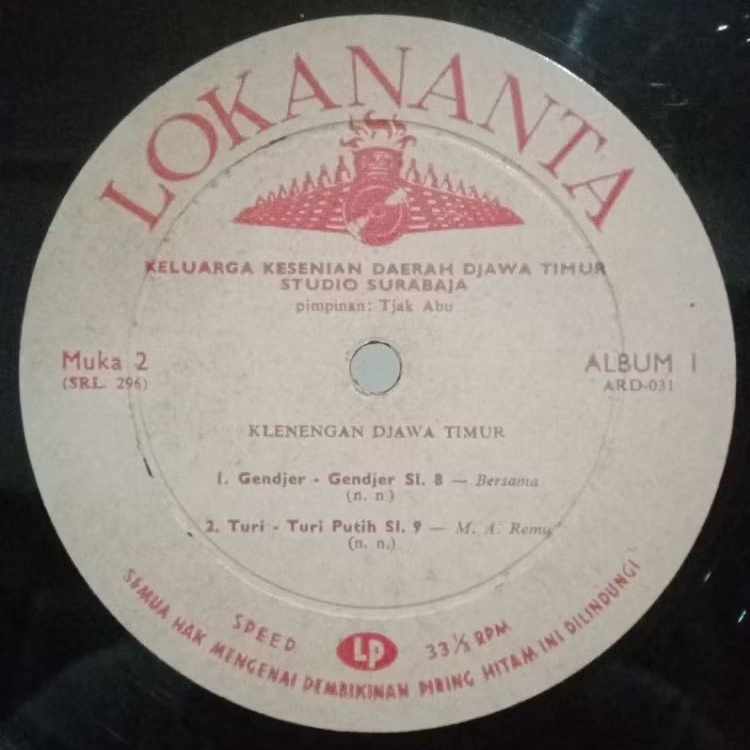 LOKANANTA
KELUARGA KESENIAN DAERAH DJAWA TIMUR
STUDIO SURABAJA
pimpinan: Tjak Abu
Muka 2
(SRL 296)
ALBUM I
ARD-031
KLENENGAN DJAWA TIMUR
1. Gendjer - Gendjer Sl. 8 — Bersama
(n. n.)
2. Turi - Turi Putih Sl. 9 — M. A. Remu
(n. n.)
SPEED LP 33⅓ RPM
SEMUA HAK MENGENAI PEMBIKINAN PIRING HITAM INI DILINDUNGI